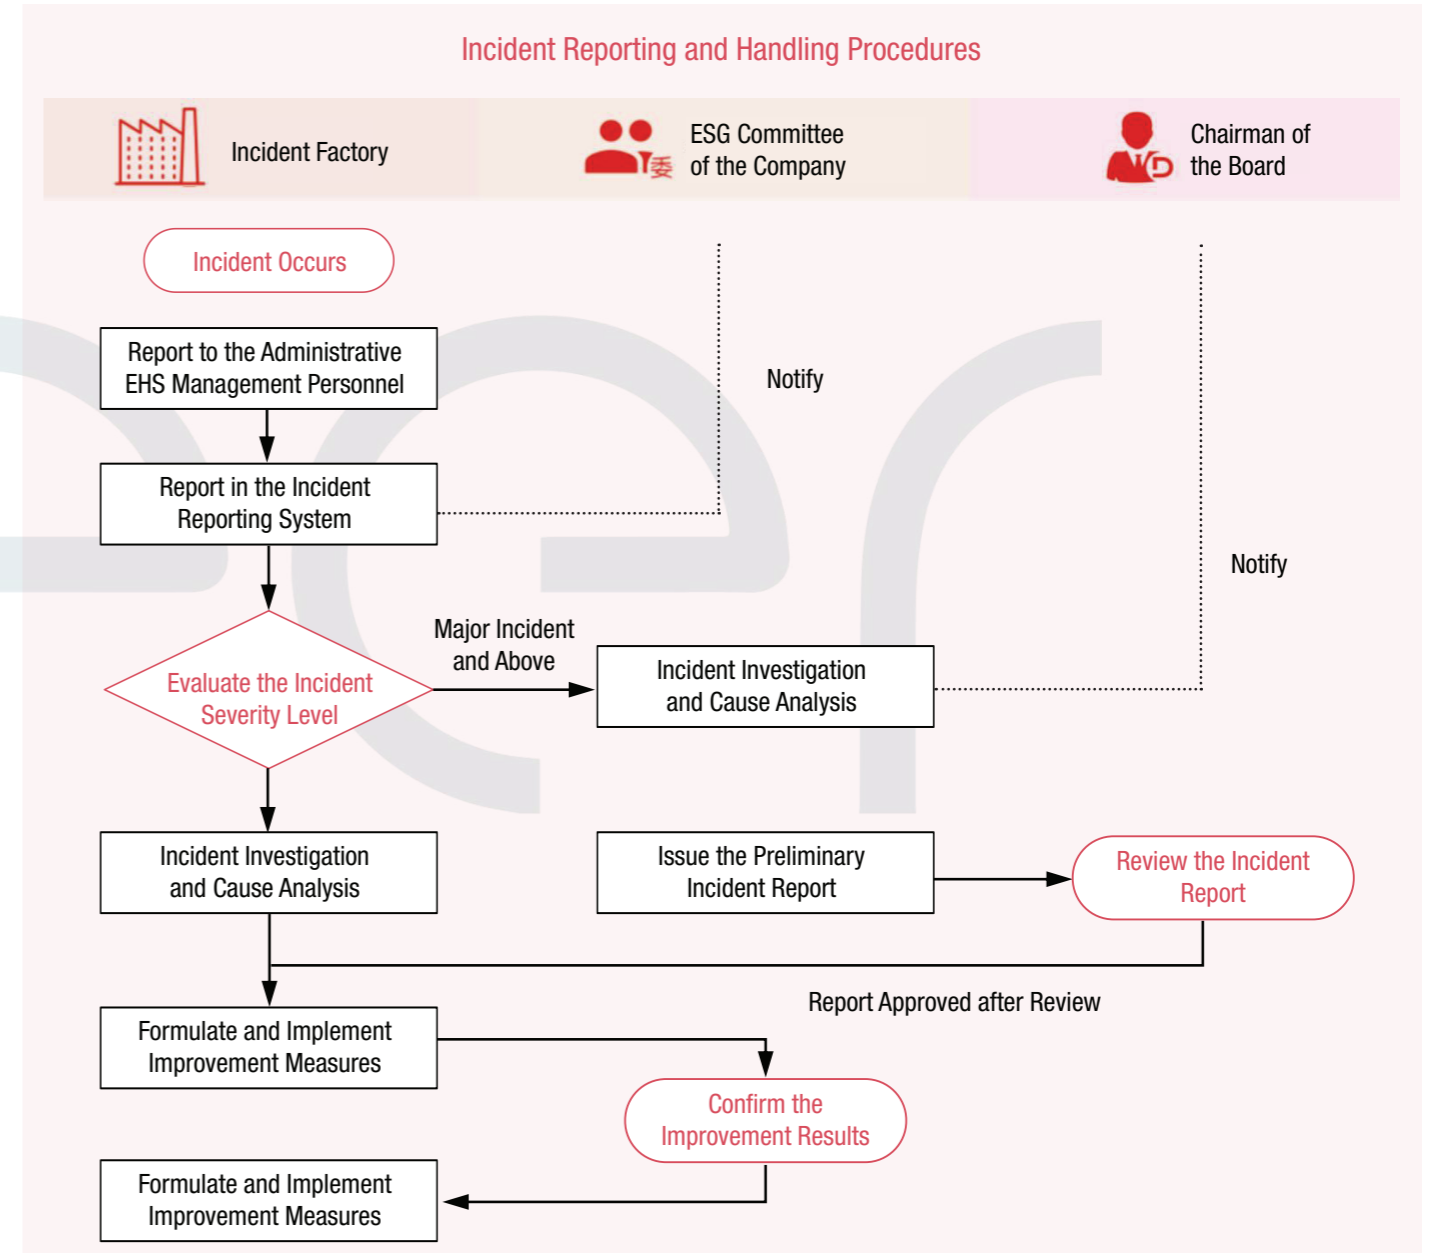 Incident Reporting and Handling Procedures
Incident Factory
ESG Committee
of the Company
委
Chairman of
the Board
Incident Occurs
Report to the Administrative
EHS Management Personnel
Notify
Report in the Incident
Reporting System
Notify
Major Incident
and Above
Evaluate the Incident
Severity Level
Incident Investigation
and Cause Analysis
Incident Investigation
and Cause Analysis
Issue the Preliminary
Incident Report
Review the Incident
Report
Report Approved after Review
Formulate and Implement
Improvement Measures
Confirm the
Improvement Results
Formulate and Implement
Improvement Measures